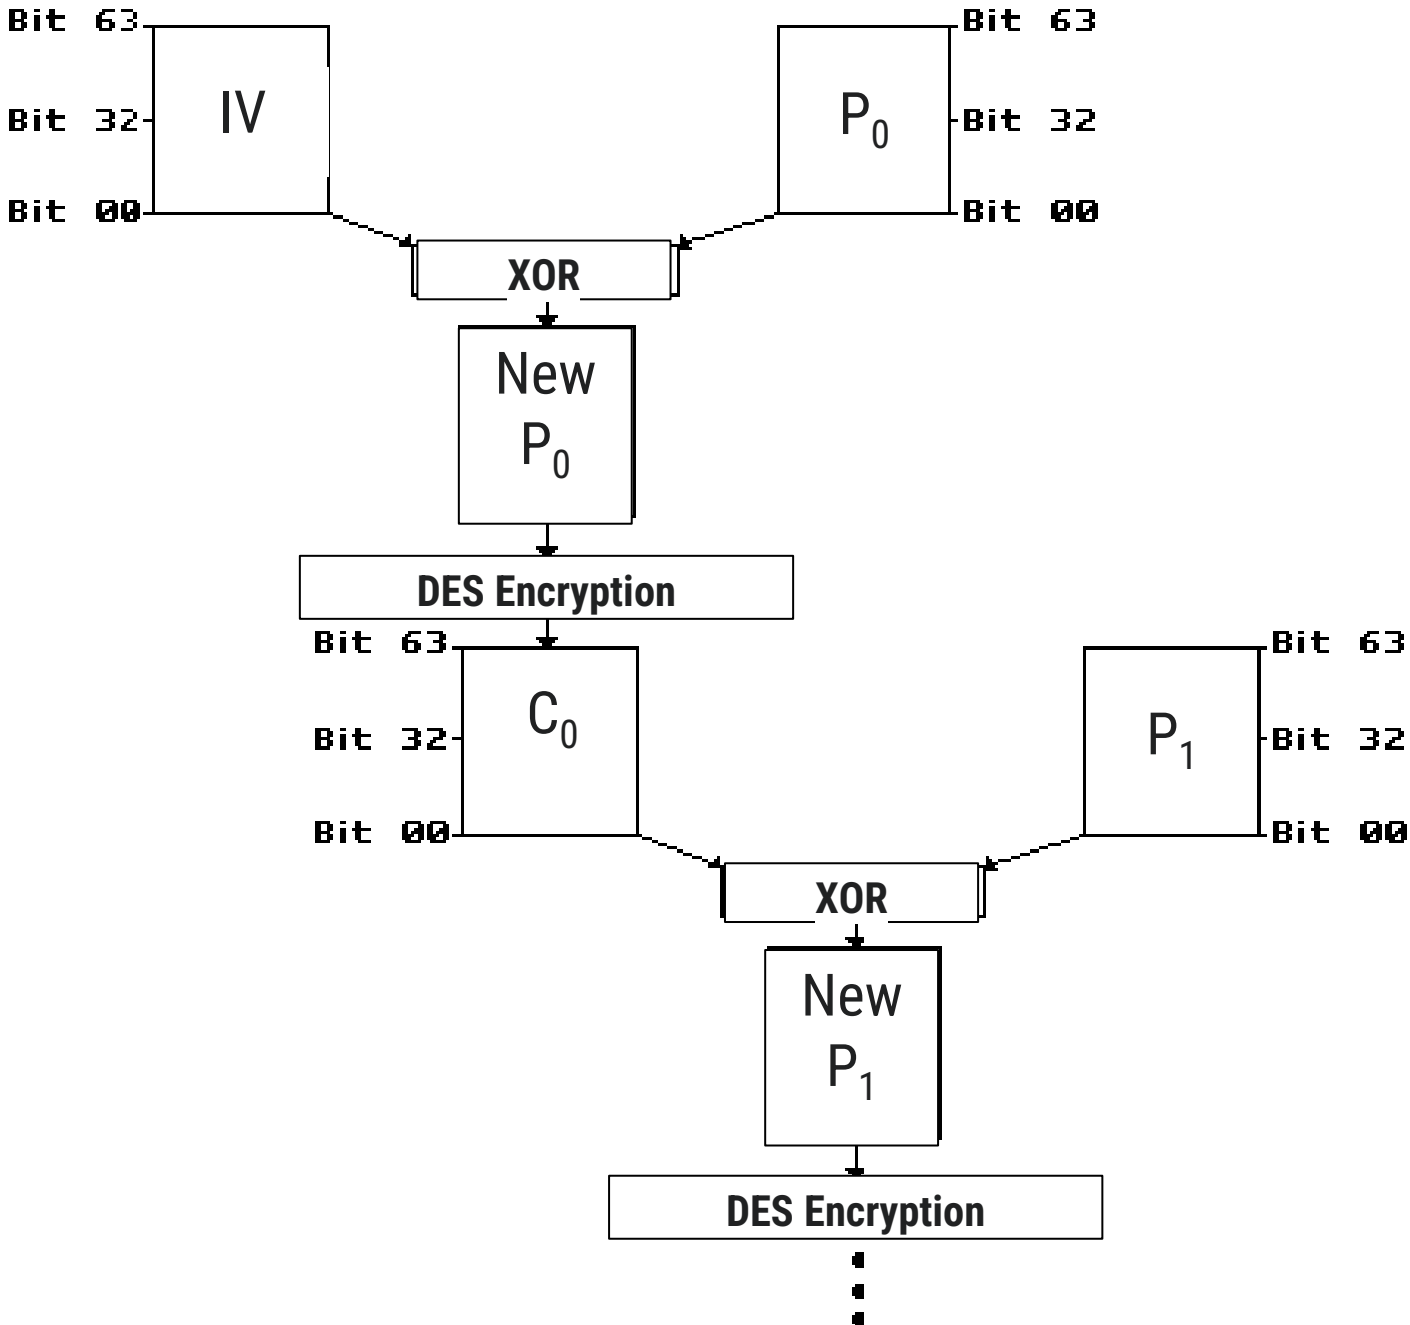 Bit 63
Bit 63
IV
P0
Bit 32
Bit 32
Bit 00
Bit 00
XOR
New
P0
DES Encryption
Bit 63
Bit 63
C0
P1
Bit 32
Bit 32
Bit 00
Bit 00
XOR
New
P1
DES Encryption